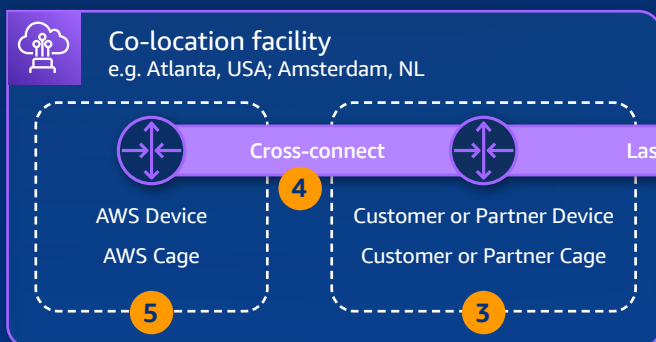 Co-location facility
e.g. Atlanta, USA; Amsterdam, NL
Cross-connect
Las
4
AWS Device
Customer or Partner Device
AWS Cage
Customer or Partner Cage
5
3